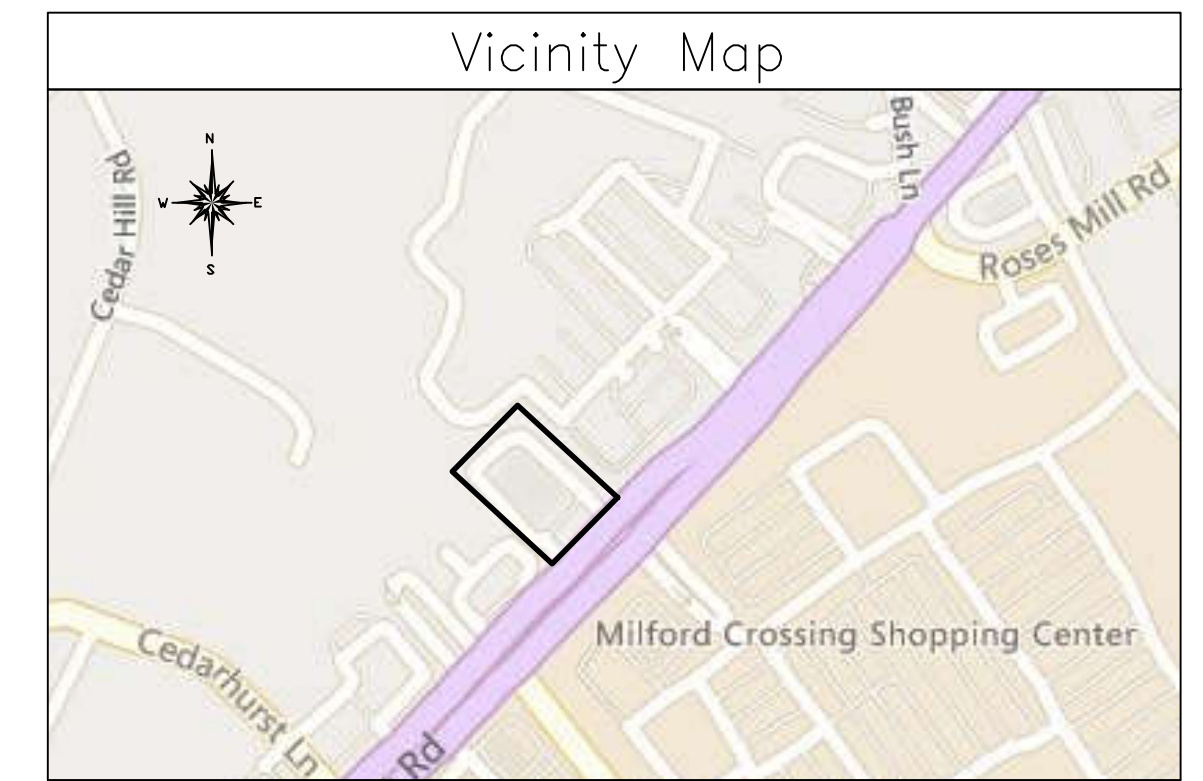 Vicinity Map
Bush Ln
N
Cedar Hill Rd
W
E
Roses Mill Rd
S
Milford Crossing Shopping Center
Cedarhurst Ln
Rd